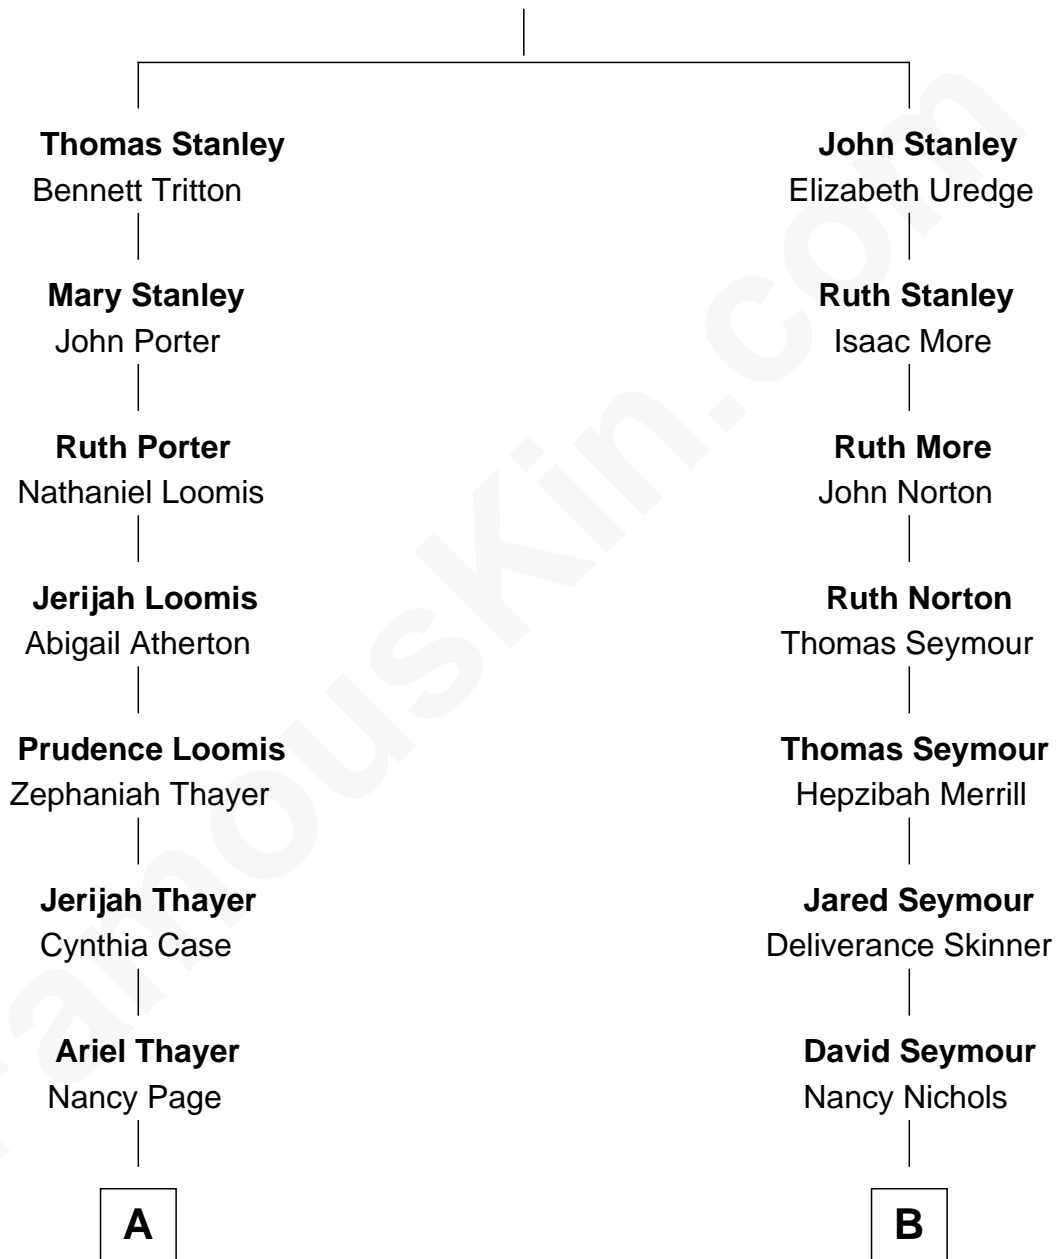 Thomas Stanley
Bennett Tritton
Mary Stanley
John Porter
Ruth Porter
Nathaniel Loomis
Jerijah Loomis
Abigail Atherton
Prudence Loomis
Zephaniah Thayer
Jerijah Thayer
Cynthia Case
Ariel Thayer
Nancy Page
A
John Stanley
Elizabeth Uredge
Ruth Stanley
Isaac More
Ruth More
John Norton
Ruth Norton
Thomas Seymour
Thomas Seymour
Hepzibah Merrill
Jared Seymour
Deliverance Skinner
David Seymour
Nancy Nichols
B
FamousKin.com